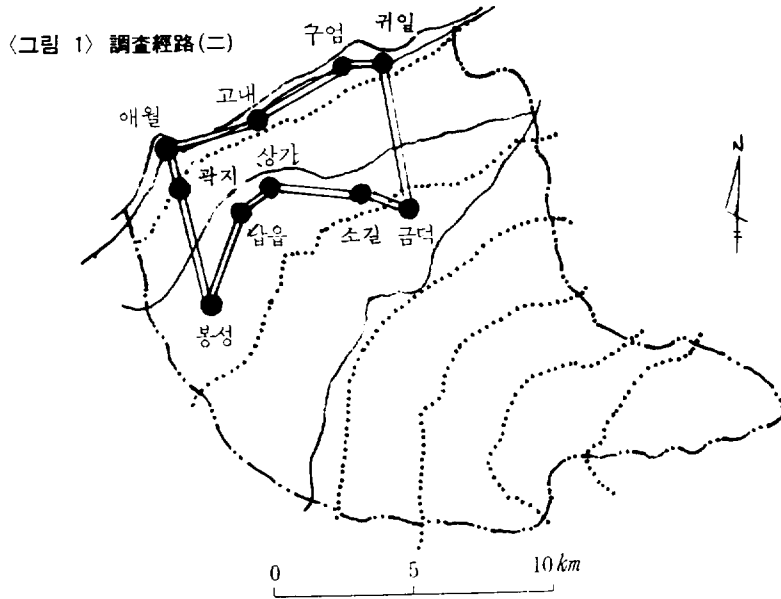 〈그림 1〉 調査經路(二)
귀일
구엄
고내
애월
상가
곽지
납읍
소길 금덕
봉성
N
0 5 10 km